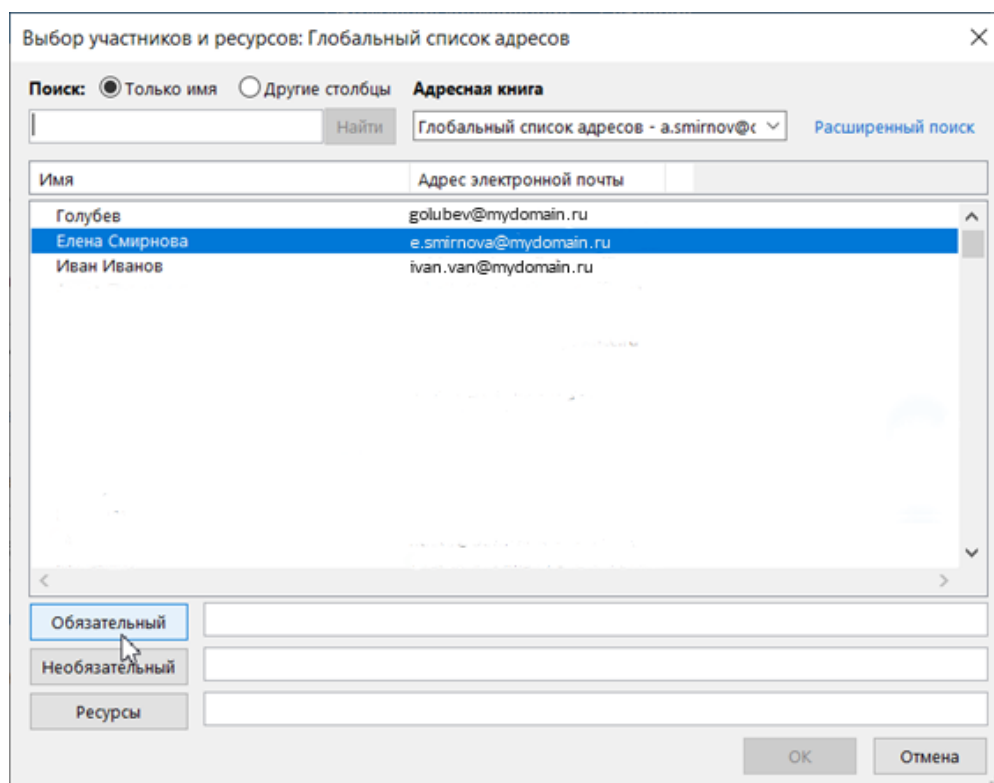 Выбор участников и ресурсов: Глобальный список адресов
Поиск: Только имя Другие столбцы Адресная книга
Найти Глобальный список адресов - a.smirnov@c Расширенный поиск
Имя Адрес электронной почты
Голубев golubev@mydomain.ru
Елена Смирнова e.smirnova@mydomain.ru
Иван Иванов ivan.van@mydomain.ru
Обязательный
Необязательный
Ресурсы
ОК Отмена